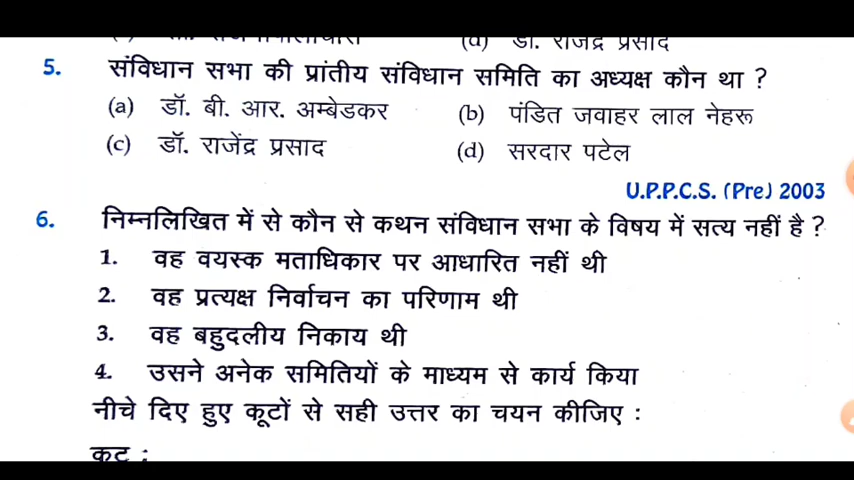 (d) डॉ. राजेंद्र प्रसाद
5. संविधान सभा की प्रांतीय संविधान समिति का अध्यक्ष कौन था ?
(a) डॉ. बी. आर. अम्बेडकर (b) पंडित जवाहर लाल नेहरू
(c) डॉ. राजेंद्र प्रसाद (d) सरदार पटेल
U.P.P.C.S. (Pre) 2003
6. निम्नलिखित में से कौन से कथन संविधान सभा के विषय में सत्य नहीं है ?
1. वह वयस्क मताधिकार पर आधारित नहीं थी
2. वह प्रत्यक्ष निर्वाचन का परिणाम थी
3. वह बहुदलीय निकाय थी
4. उसने अनेक समितियों के माध्यम से कार्य किया
नीचे दिए हुए कूटों से सही उत्तर का चयन कीजिए :
कूट :